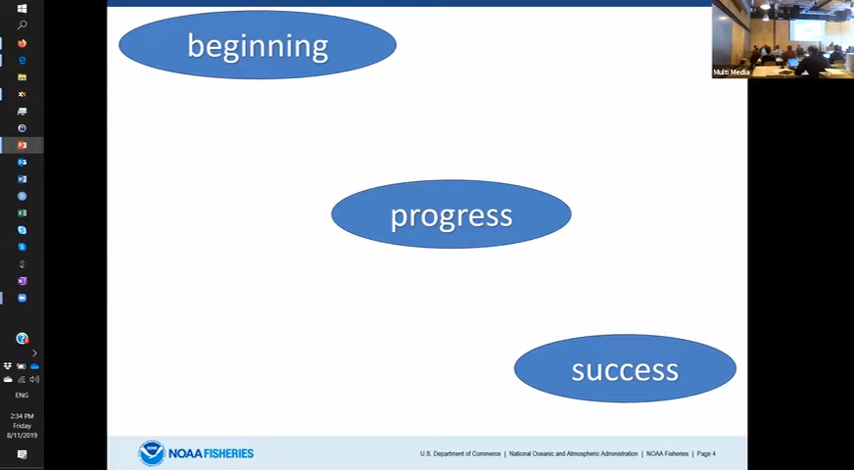 beginning
Multi Media
progress
success
ENG
2:34 PM
Friday
8/11/2019
NOAA FISHERIES
U.S. Department of Commerce | National Oceanic and Atmospheric Administration | NOAA Fisheries | Page 4